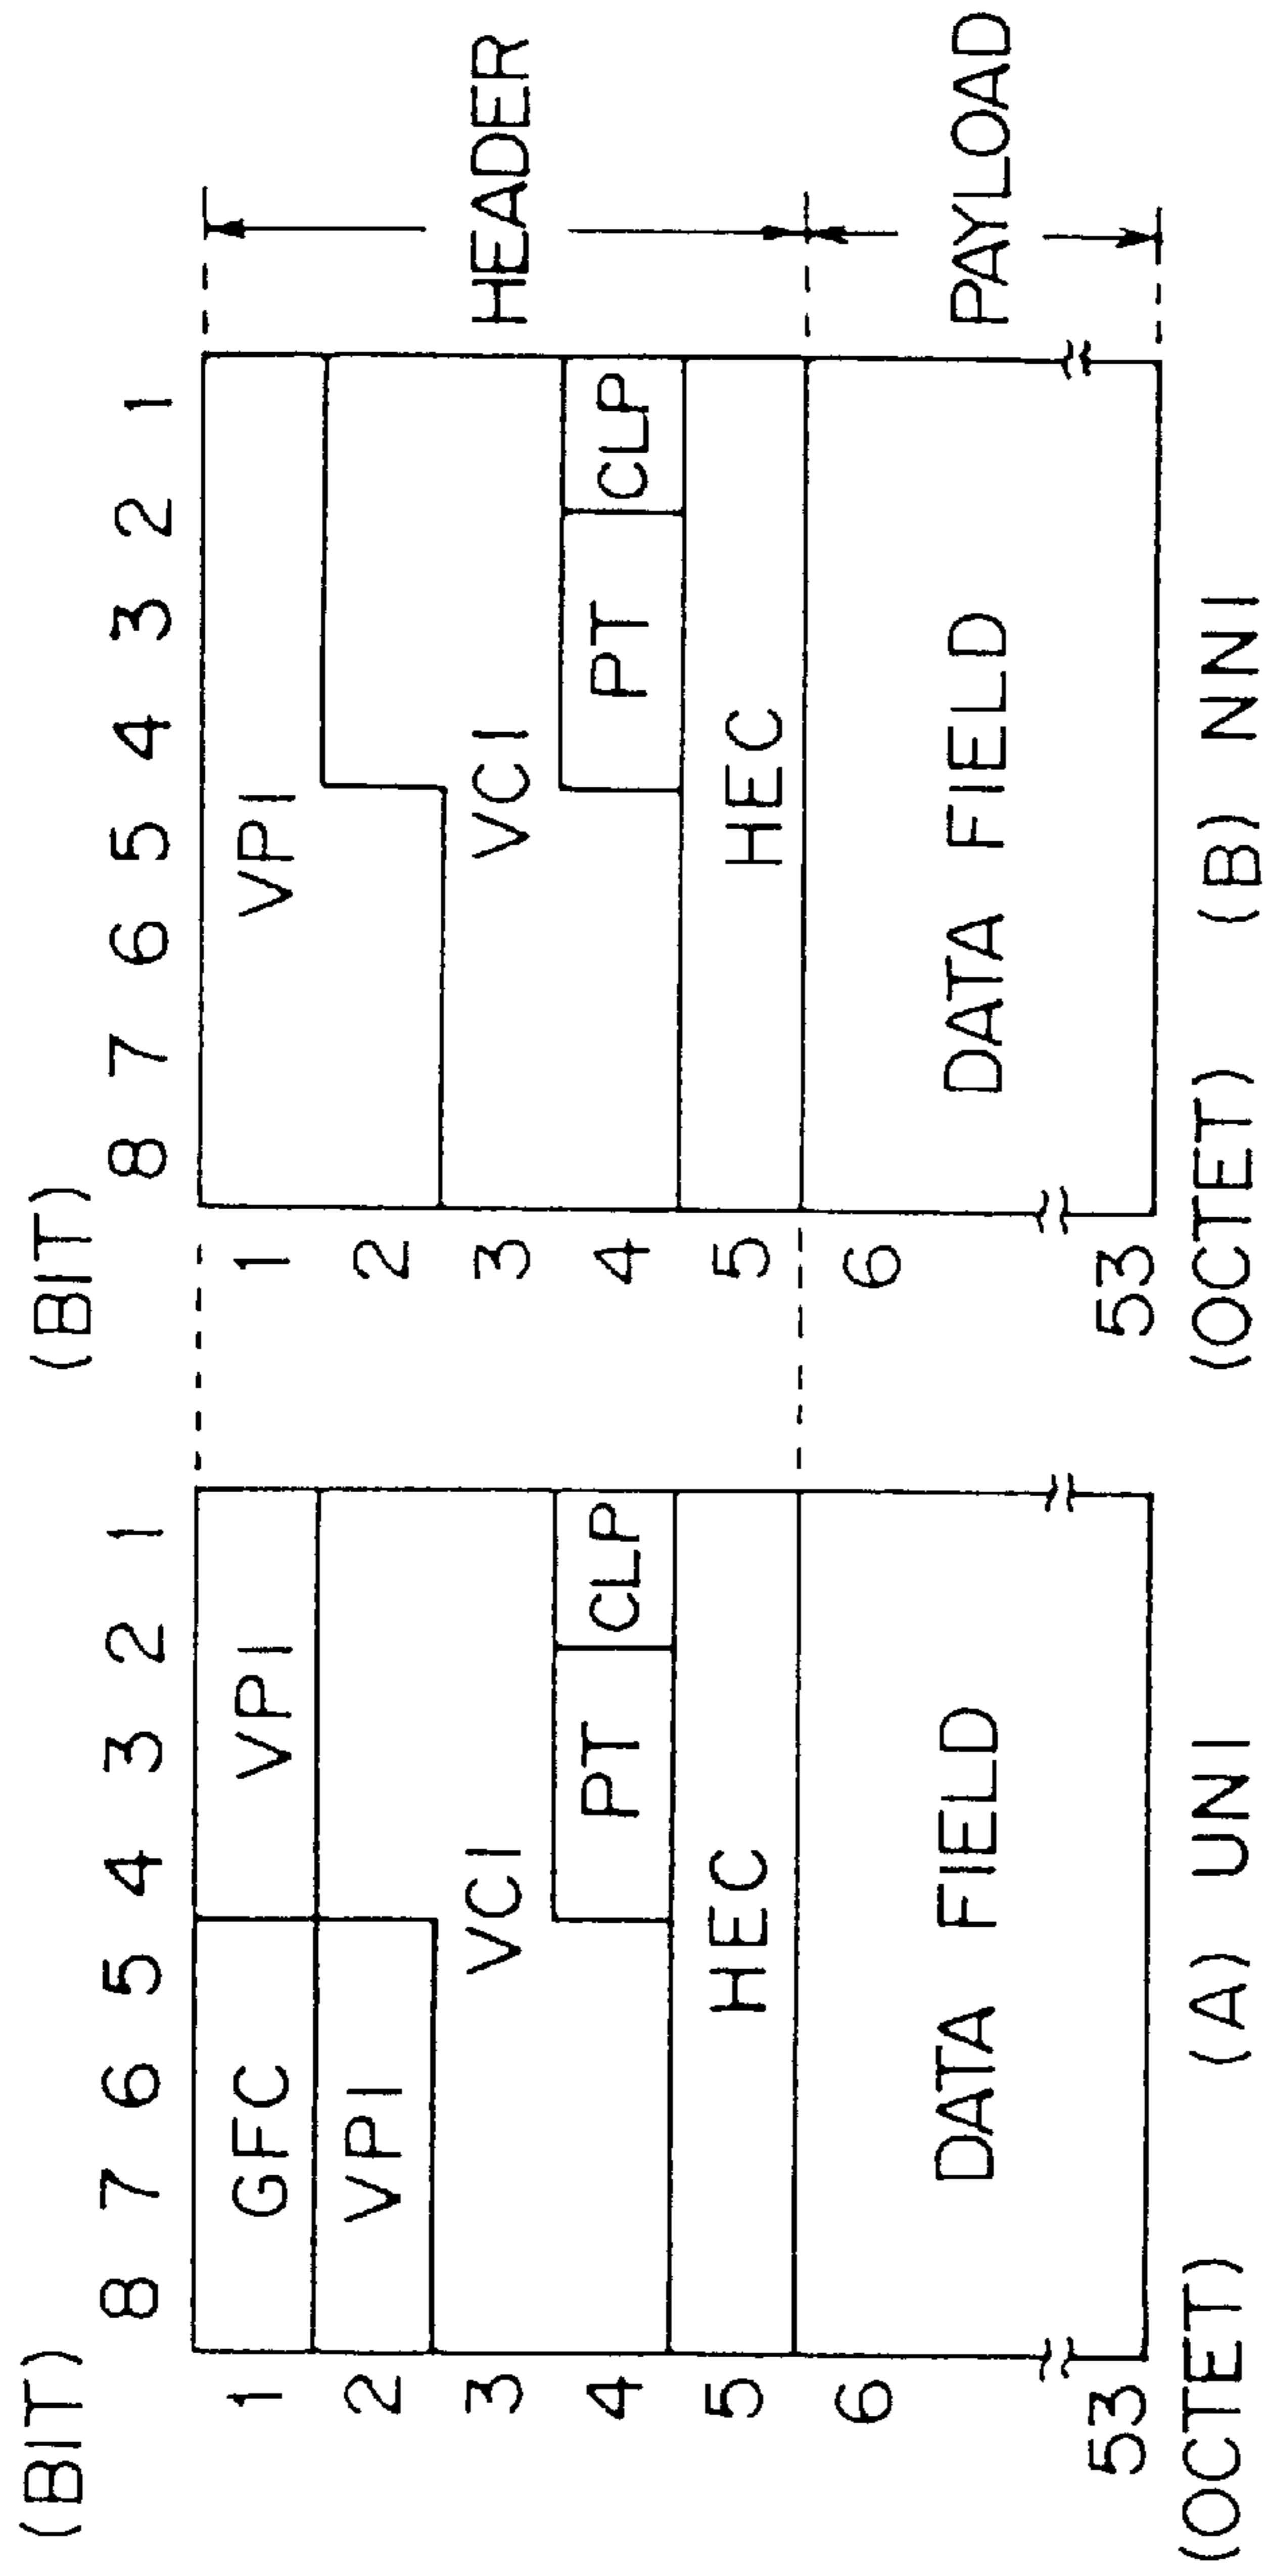 (BIT)
8 7 6 5 4 3 2 1
1 GFC VPI
2 VPI
3 VCI
4 PT CLP
5 HEC
6 DATA FIELD
53
(OCTET)
(A) UNI
(BIT)
8 7 6 5 4 3 2 1
1 VPI
2
3 VCI
4 PT CLP
5 HEC
6 DATA FIELD
53
(OCTET)
(B) NNI
HEADER
PAYLOAD